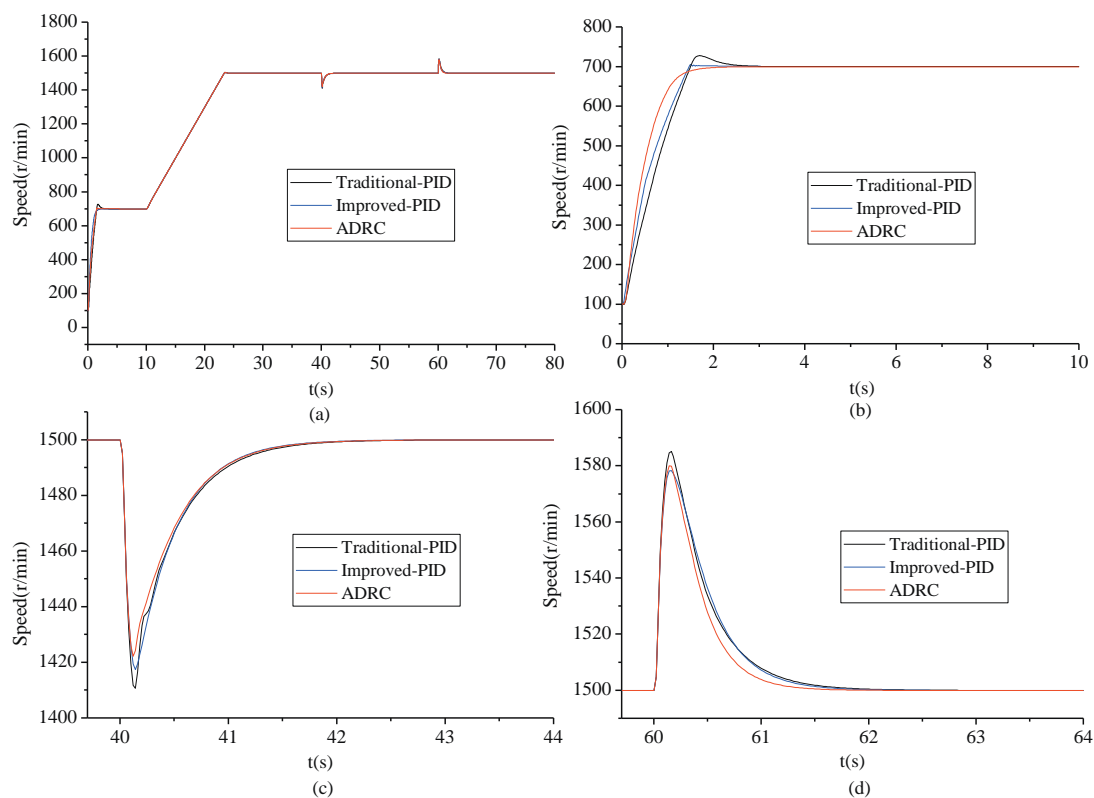 1800
1600
1400
1200
1000
800
600
400
200
0
Speed(r/min)
Traditional-PID
Improved-PID
ADRC
0 10 20 30 40 50 60 70 80
t(s)
(a)
800
700
600
500
400
300
200
100
0
Speed(r/min)
Traditional-PID
Improved-PID
ADRC
0 2 4 6 8 10
t(s)
(b)
1500
1480
1460
1440
1420
1400
Speed(r/min)
Traditional-PID
Improved-PID
ADRC
40 41 42 43 44
t(s)
(c)
1600
1580
1560
1540
1520
1500
Speed(r/min)
Traditional-PID
Improved-PID
ADRC
60 61 62 63 64
t(s)
(d)